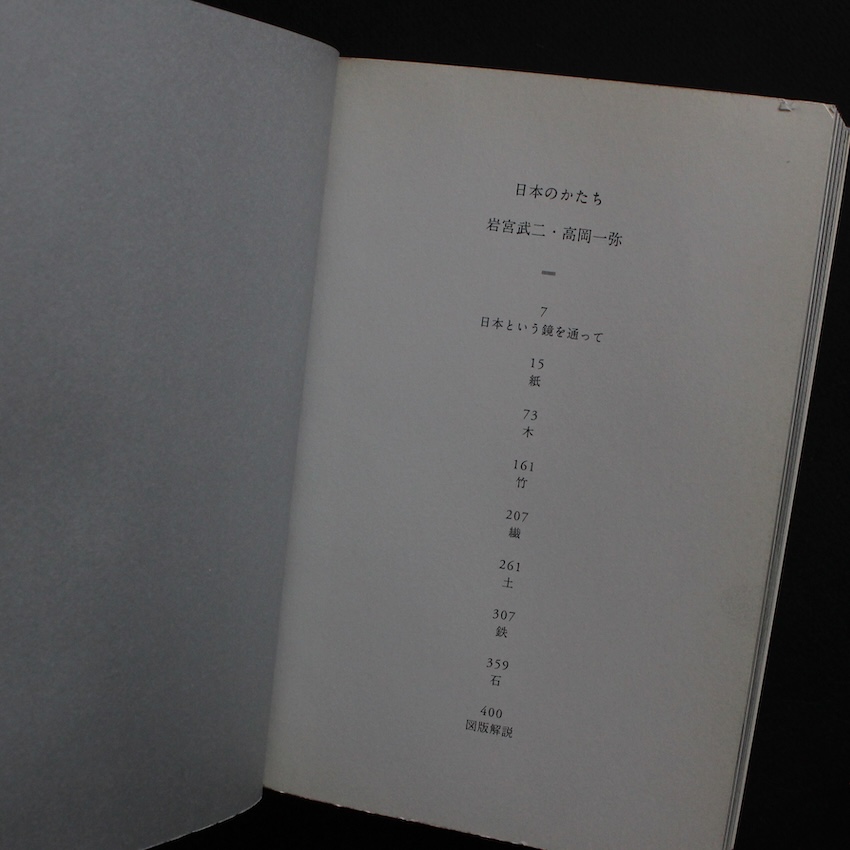 日本のかたち
岩宮武二・高岡一弥
7
日本という鏡を通って
15
紙
73
木
161
竹
207
繊
261
土
307
鉄
359
石
400
図版解説